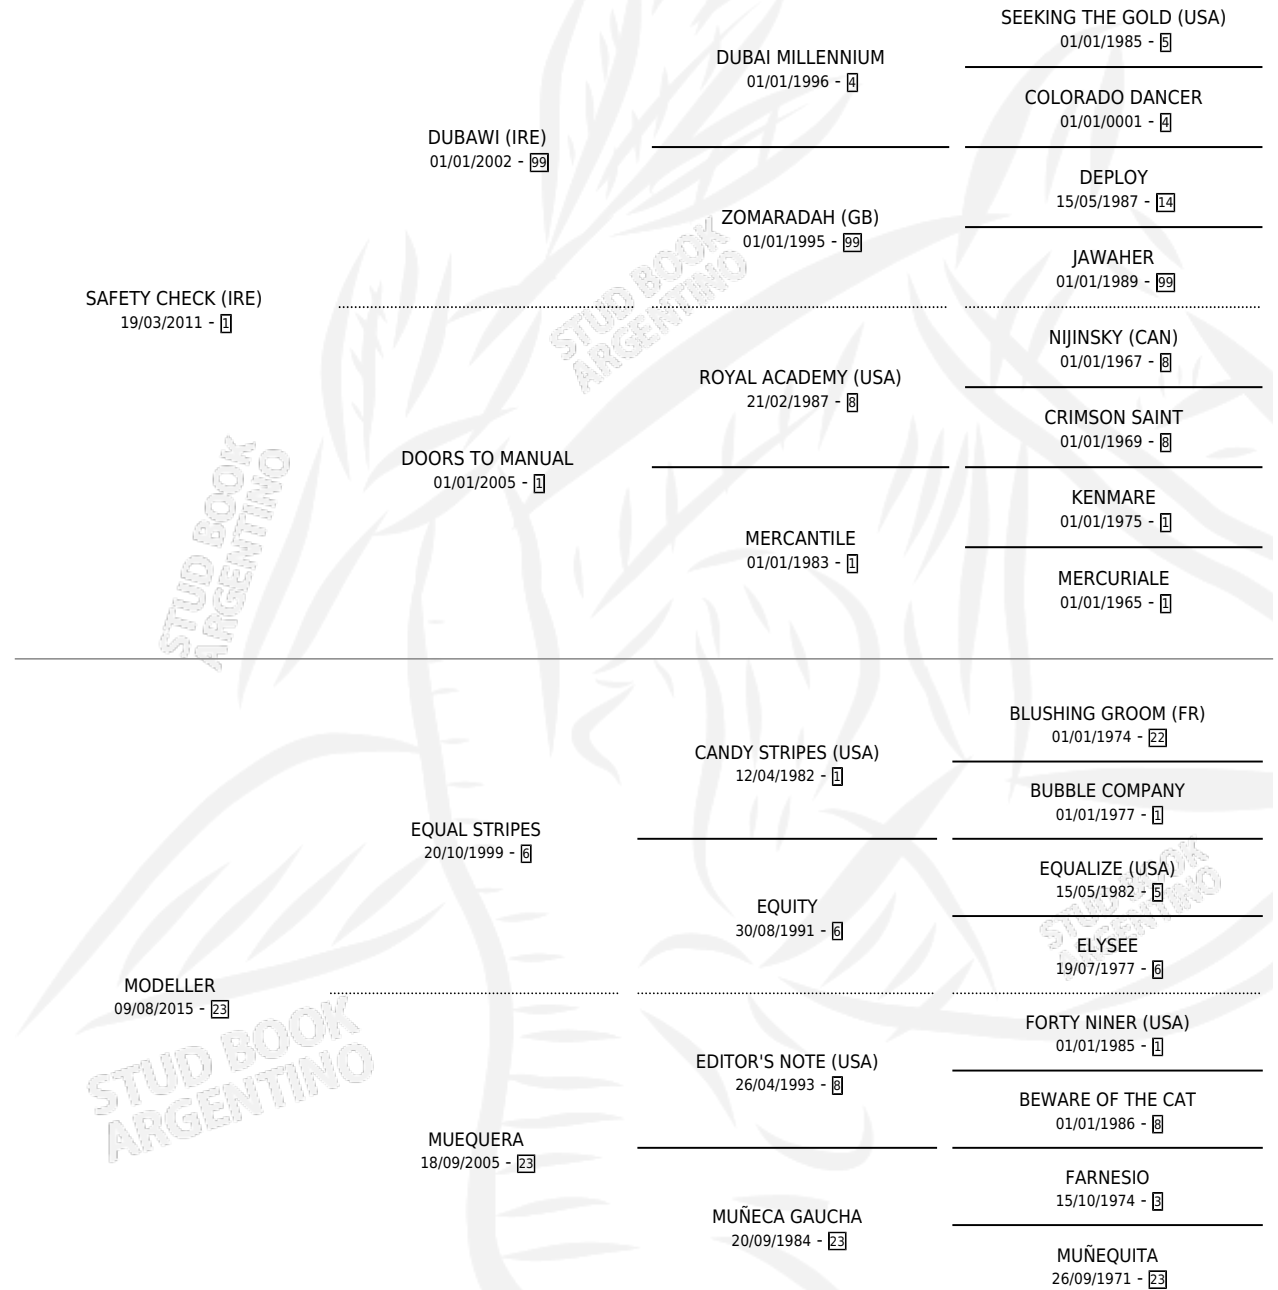 SEEKING THE GOLD (USA)
01/01/1985 - 5
DUBAI MILLENNIUM
01/01/1996 - 4
COLORADO DANCER
01/01/0001 - 4
DUBAWI (IRE)
01/01/2002 - 99
DEPLOY
15/05/1987 - 14
ZOMARADAH (GB)
01/01/1995 - 99
JAWAHER
01/01/1989 - 99
SAFETY CHECK (IRE)
19/03/2011 - 1
NIJINSKY (CAN)
01/01/1967 - 8
ROYAL ACADEMY (USA)
21/02/1987 - 8
CRIMSON SAINT
01/01/1969 - 8
DOORS TO MANUAL
01/01/2005 - 1
KENMARE
01/01/1975 - 1
MERCANTILE
01/01/1983 - 1
MERCURIALE
01/01/1965 - 1
BLUSHING GROOM (FR)
01/01/1974 - 22
CANDY STRIPES (USA)
12/04/1982 - 1
BUBBLE COMPANY
01/01/1977 - 1
EQUAL STRIPES
20/10/1999 - 6
EQUALIZE (USA)
15/05/1982 - 5
EQUITY
30/08/1991 - 6
ELYSEE
19/07/1977 - 6
MODELLER
09/08/2015 - 23
FORTY NINER (USA)
01/01/1985 - 1
EDITOR'S NOTE (USA)
26/04/1993 - 8
BEWARE OF THE CAT
01/01/1986 - 8
MUEQUERA
18/09/2005 - 23
FARNESIO
15/10/1974 - 3
MUÑECA GAUCHA
20/09/1984 - 23
MUÑEQUITA
26/09/1971 - 23
STUD BOOK
ARGENTINO
STUD BOOK
ARGENTINO
STUD BOOK
ARGENTINO
STUD BOOK
ARGENTINO